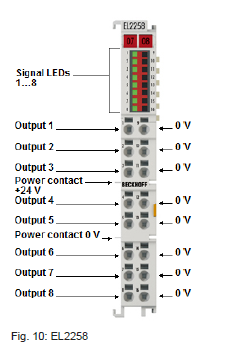 EL2258
07 08
Signal LEDs
1...8
Output 1 0 V
Output 2 0 V
Output 3 0 V
Power contact
+24 V
BECKHOFF
Output 4 0 V
Output 5 0 V
Power contact 0 V
Output 6 0 V
Output 7 0 V
Output 8 0 V
Fig. 10: EL2258